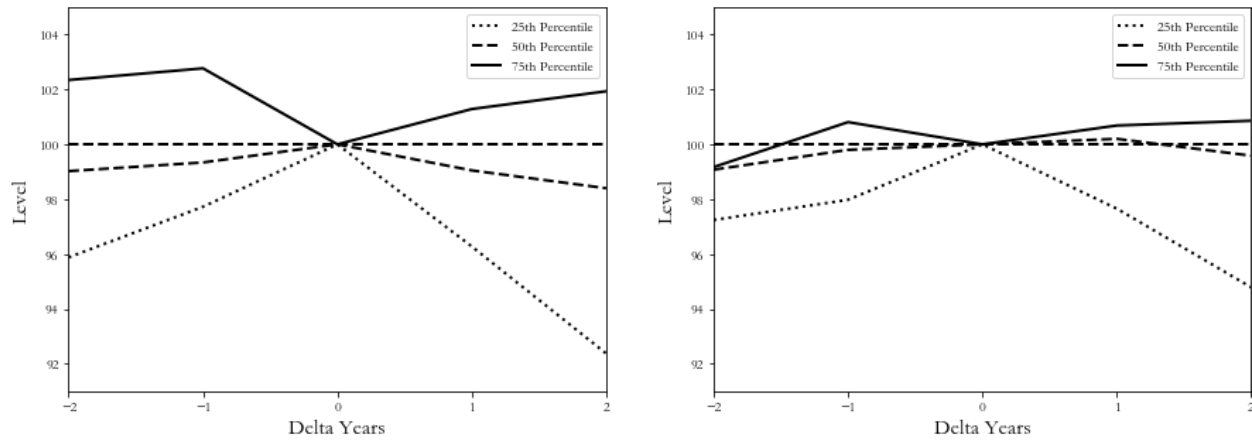 104
102
100
98
96
94
92
Level
−2
−1
0
1
2
Delta Years
25th Percentile
50th Percentile
75th Percentile
104
102
100
98
96
94
92
Level
−2
−1
0
1
2
Delta Years
25th Percentile
50th Percentile
75th Percentile